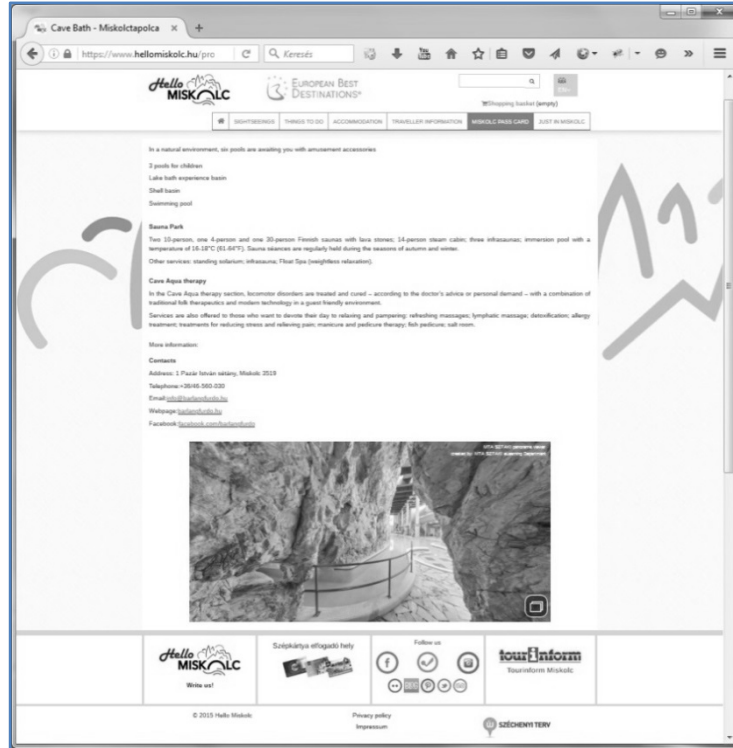 Cave Bath - Miskolctapolca
https://www.hellomiskolc.hu/pro
Keresés
Hello
MISKOLC
EUROPEAN BEST
DESTINATIONS
EN
Shopping basket (empty)
SIGHTSEEINGS THINGS TO DO ACCOMMODATION TRAVELLER INFORMATION MISKOLC PASS CARD JUST IN MISKOLC
In a natural environment, six pools are awaiting you with amusement accessories
3 pools for children
Lake bath experience basin
Shell basin
Swimming pool
Sauna Park
Two 10-person, one 4-person and one 30-person Finnish saunas with lava stones; 14-person steam cabin; three infrasaunas; immersion pool with a
temperature of 16-18°C (61-64°F). Sauna séances are regularly held during the seasons of autumn and winter.
Other services: standing solarium; infrasauna; Float Spa (weightless relaxation).
Cave Aqua therapy
In the Cave Aqua therapy section, locomotor disorders are treated and cured – according to the doctor's advice or personal demand – with a combination of
traditional folk therapeutics and modern technology in a guest friendly environment.
Services are also offered to those who want to devote their day to relaxing and pampering: refreshing massages; lymphatic massage; detoxification; allergy
treatment; treatments for reducing stress and relieving pain; manicure and pedicure therapy; fish pedicure; salt room.
More information:
Contacts
Address: 1 Pazár István sétány, Miskolc 3519
Telephone:+36/46-560-030
Email:info@barlangfurdo.hu
Webpage:barlangfurdo.hu
Facebook:facebook.com/barlangfurdo
Hello
MISKOLC
Write us!
Szépkártya elfogadó hely
Follow us
tourinform
Tourinform Miskolc
© 2015 Hello Miskolc
Privacy policy
Impressum
SZÉCHENYI TERV